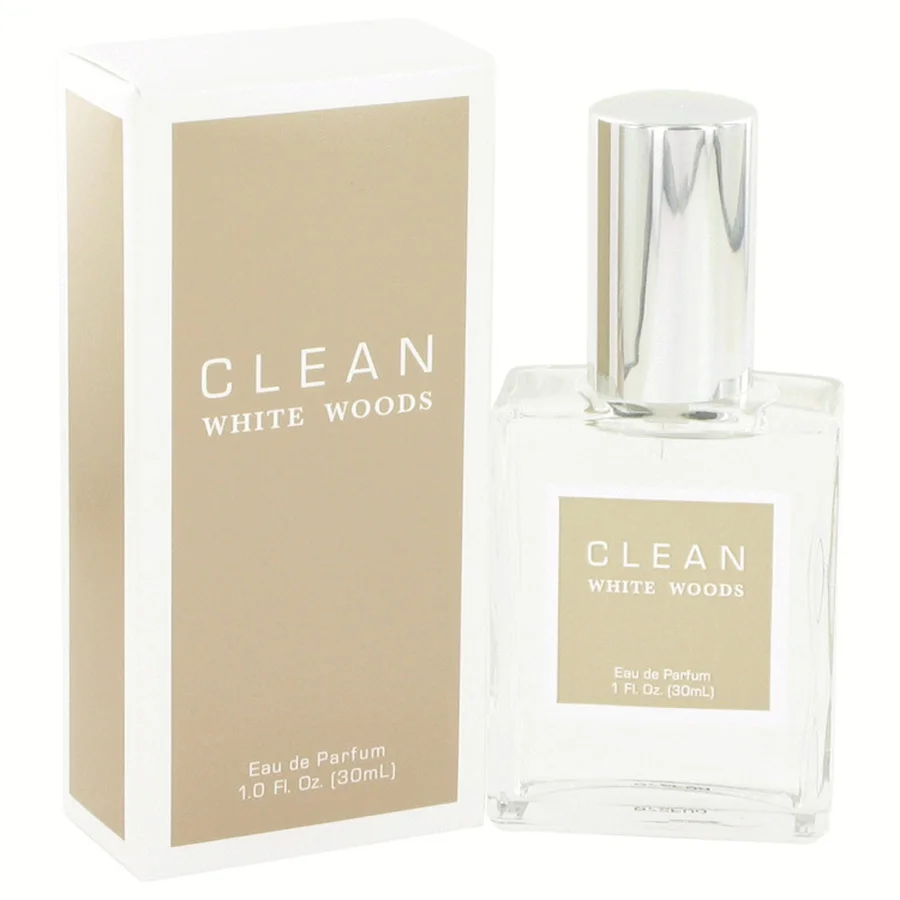 CLEAN
WHITE WOODS
Eau de Parfum
1.0 Fl. Oz. (30mL)
CLEAN
WHITE WOODS
Eau de Parfum
1 Fl. Oz. (30mL)